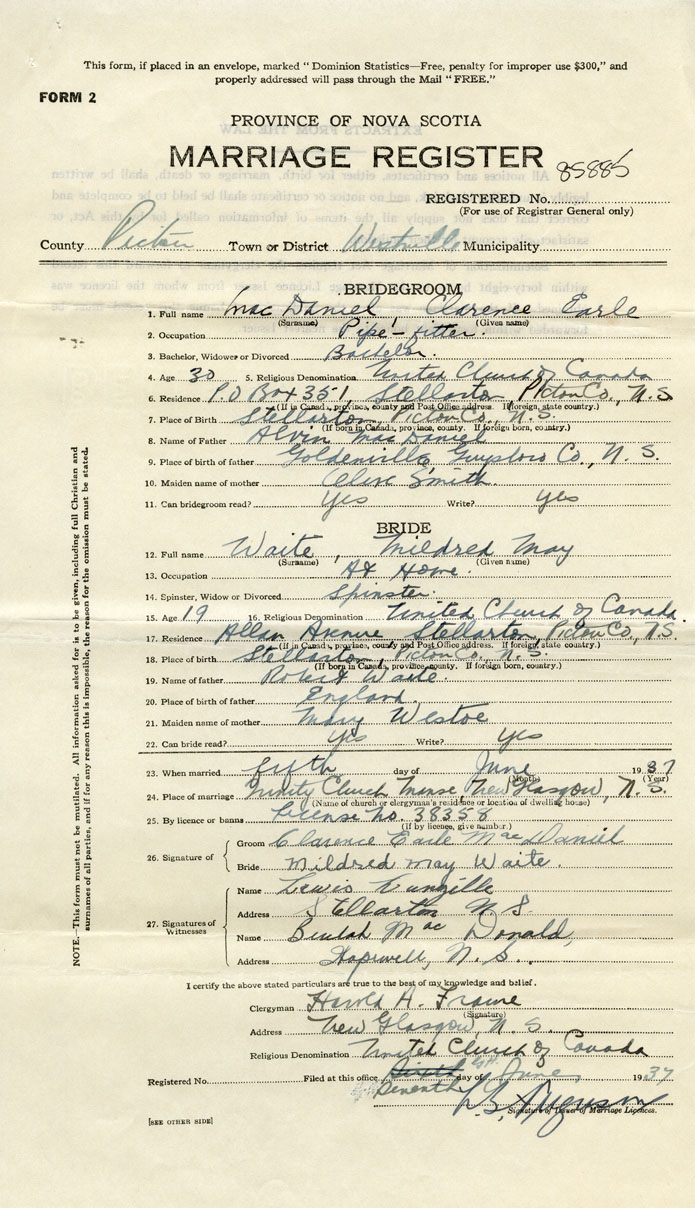 This form, if placed in an envelope, marked "Dominion Statistics—Free, penalty for improper use $300," and
properly addressed will pass through the Mail "FREE."
FORM 2
PROVINCE OF NOVA SCOTIA
MARRIAGE REGISTER 85885
REGISTERED No.
(For use of Registrar General only)
County Pictou Town or District Westville Municipality
BRIDEGROOM
1. Full name Mac Daniel Clarence Earle
(Surname) (Given name)
2. Occupation Pipe-fitter.
3. Bachelor, Widower or Divorced Bachelor.
4. Age 30 5. Religious Denomination United Church of Canada
6. Residence P.O Box 351, Stellarton, Pictou Co., N.S
(If in Canada, province, county and Post Office address. If foreign, state country.)
7. Place of Birth Stellarton, Pictou Co., N.S.
(If born in Canada, province, county. If foreign born, country.)
8. Name of Father Alvin Mac Daniel
9. Place of birth of father Goldenville, Guysboro Co., N. S.
10. Maiden name of mother Smith.
11. Can bridegroom read? yes Write? yes
BRIDE
12. Full name Waite, Mildred May
(Surname) (Given name)
13. Occupation At Home.
14. Spinster, Widow or Divorced Spinster.
15. Age 19 16. Religious Denomination United Church of Canada.
17. Residence Allan Avenue Stellarton, Pictou Co., N.S.
(If in Canada, province, county and Post Office address. If foreign, state country.)
18. Place of birth Stellarton, Pictou Co., N. S.
(If born in Canada, province, county. If foreign born, country.)
19. Name of father Robert Waite.
20. Place of birth of father England.
21. Maiden name of mother Mary Westoe
22. Can bride read? yes Write? yes
23. When married fifth day of June 1937
(Month) (Year)
24. Place of marriage Trinity Church Manse New Glasgow, N. S.
(Name of church or clergyman's residence or location of dwelling house)
25. By licence or banns License No. 38358
(If by licence, give number.)
26. Signature of
Groom Clarence Earle Mac Daniel
Bride Mildred May Waite.
27. Signatures of Witnesses
Name Lewis
Address Stellarton N S.
Name Beulah MacDonald,
Address Hopewell, N. S.
I certify the above stated particulars are true to the best of my knowledge and belief.
Clergyman Harold A. Frame
(Signature)
Address New Glasgow, N. S.
Religious Denomination United Church of Canada
Registered No. Filed at this office day of June 1937
Seventh
Signature of Issuer of Marriage Licences.
[SEE OTHER SIDE]
NOTE.—This form must not be mutilated. All information asked for is to be given, including full Christian and
surnames of all parties, and if for any reason this is impossible, the reason for the omission must be stated.